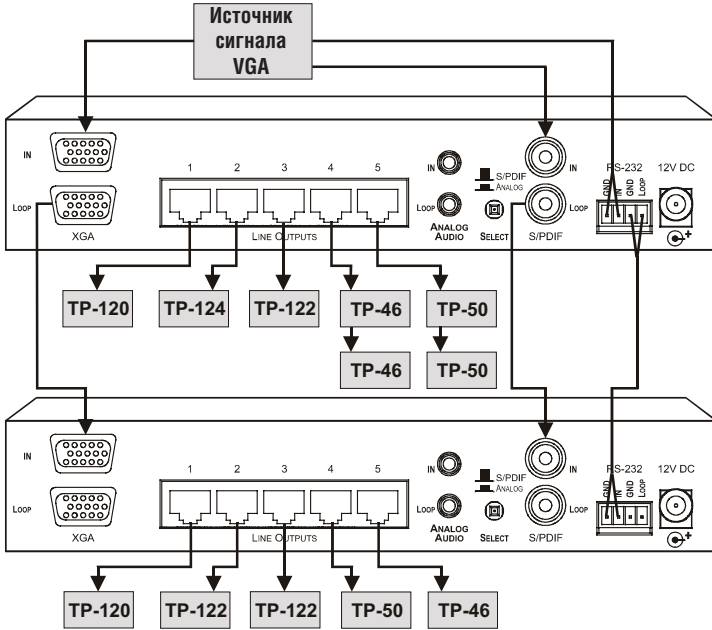 Источник
сигнала
VGA
IN
LOOP
XGA
1 2 3 4 5
LINE OUTPUTS
IN
LOOP
ANALOG
AUDIO
S/PDIF
ANALOG
SELECT
IN
LOOP
S/PDIF
RS-232
GND
IN
GND
LOOP
12V DC
+
TP-120 TP-124 TP-122 TP-46 TP-50
TP-46 TP-50
IN
LOOP
XGA
1 2 3 4 5
LINE OUTPUTS
IN
LOOP
ANALOG
AUDIO
S/PDIF
ANALOG
SELECT
IN
LOOP
S/PDIF
RS-232
GND
IN
GND
LOOP
12V DC
+
TP-120 TP-122 TP-122 TP-50 TP-46